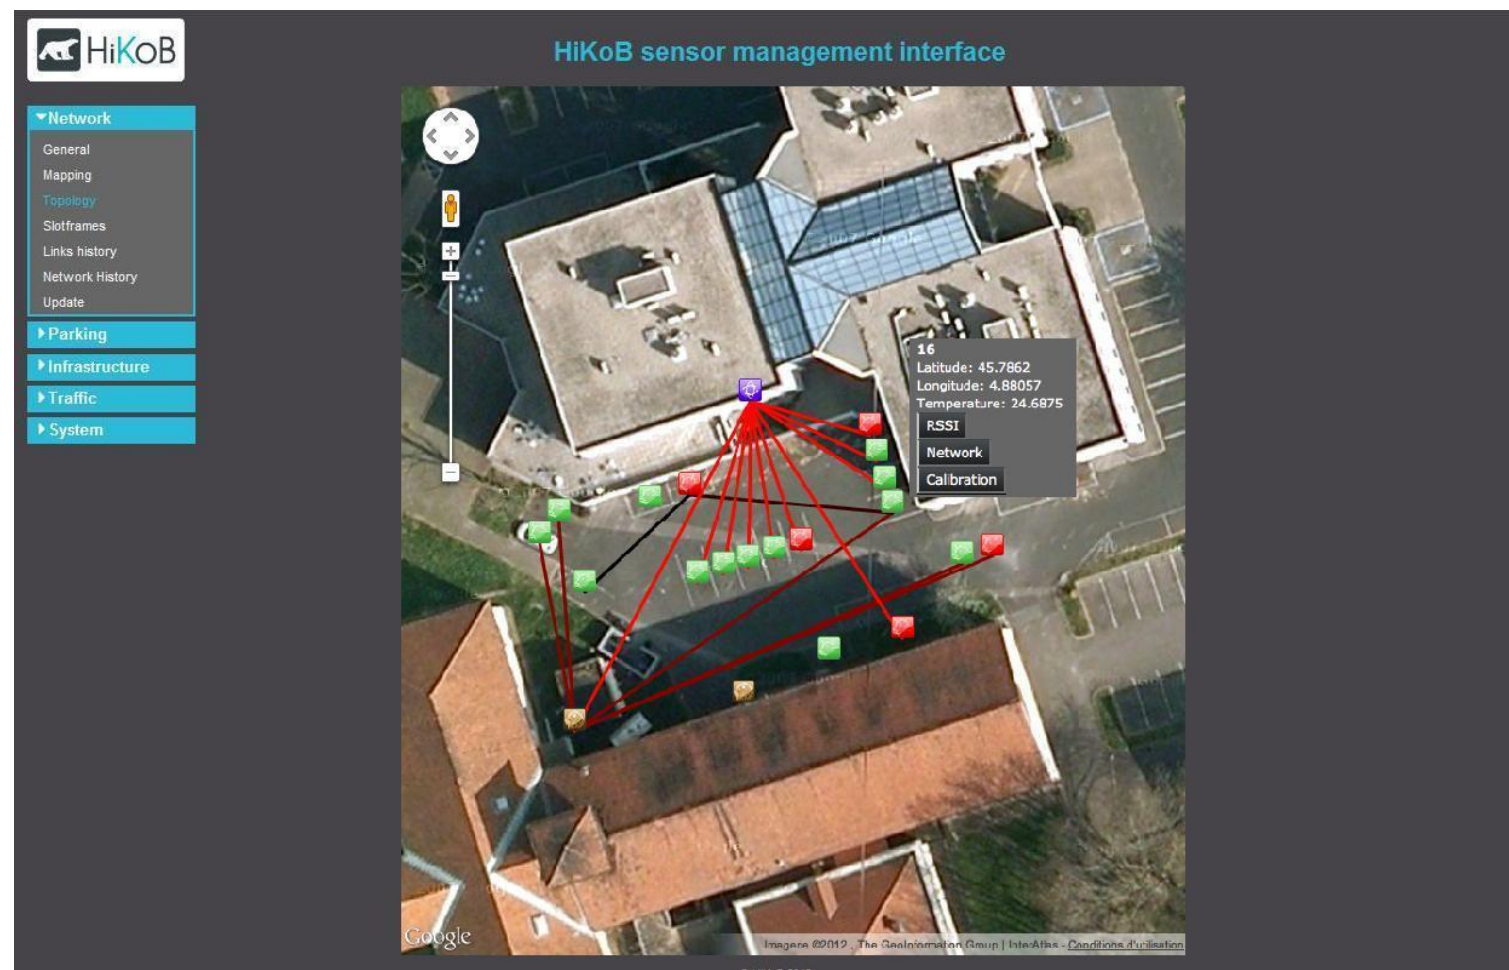 HiKoB
HiKoB sensor management interface
Network
General
Mapping
Topology
Slotframes
Links history
Network History
Update
Parking
Infrastructure
Traffic
System
16
Latitude: 45.7862
Longitude: 4.88057
Temperature: 24.6875
RSSI
Network
Calibration
Google
Imagerie ©2012 , The GeoInformation Group | InterAtlas - Conditions d'utilisation